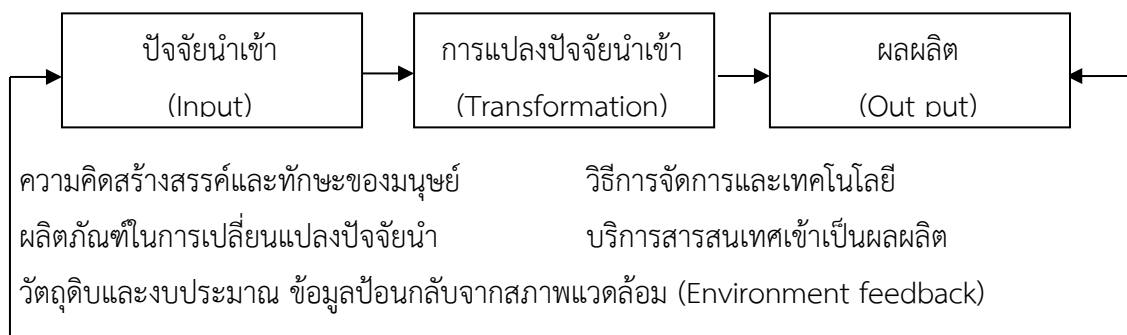 ปัจจัยนำเข้า
(Input)
การแปลงปัจจัยนำเข้า
(Transformation)
ผลผลิต
(Out put)
ความคิดสร้างสรรค์และทักษะของมนุษย์ วิธีการจัดการและเทคโนโลยี
ผลิตภัณฑ์ในการเปลี่ยนแปลงปัจจัยนำ บริการสารสนเทศเข้าเป็นผลผลิต
วัตถุดิบและงบประมาณ ข้อมูลป้อนกลับจากสภาพแวดล้อม (Environment feedback)